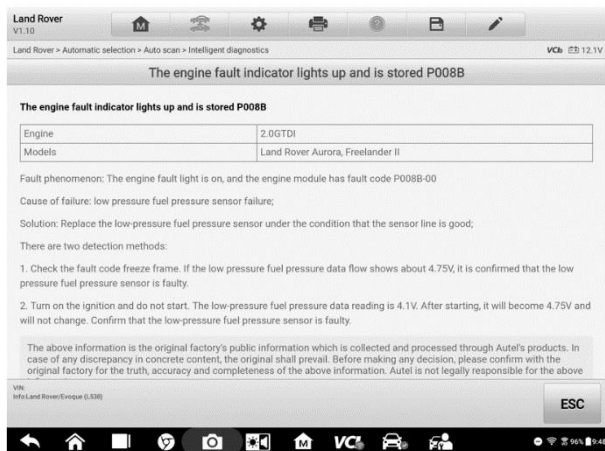 Land Rover
V1.10
Land Rover > Automatic selection > Auto scan > Intelligent diagnostics
VCI 12.1V
The engine fault indicator lights up and is stored P008B
The engine fault indicator lights up and is stored P008B
Engine 2.0GTDI
Models Land Rover Aurora, Freelander II
Fault phenomenon: The engine fault light is on, and the engine module has fault code P008B-00
Cause of failure: low pressure fuel pressure sensor failure;
Solution: Replace the low-pressure fuel pressure sensor under the condition that the sensor line is good;
There are two detection methods:
1. Check the fault code freeze frame. If the low pressure fuel pressure data flow shows about 4.75V, it is confirmed that the low
pressure fuel pressure sensor is faulty.
2. Turn on the ignition and do not start. The low-pressure fuel pressure data reading is 4.1V. After starting, it will become 4.75V and
will not change. Confirm that the low-pressure fuel pressure sensor is faulty.
The above information is the original factory's public information which is collected and processed through Autel's products. In
case of any discrepancy in concrete content, the original shall prevail. Before making any decision, please confirm with the
original factory for the truth, accuracy and completeness of the above information. Autel is not legally responsible for the above
VIN:
Info:Land Rover/Evoque (L538)
ESC
M
VCI
96% 9:48